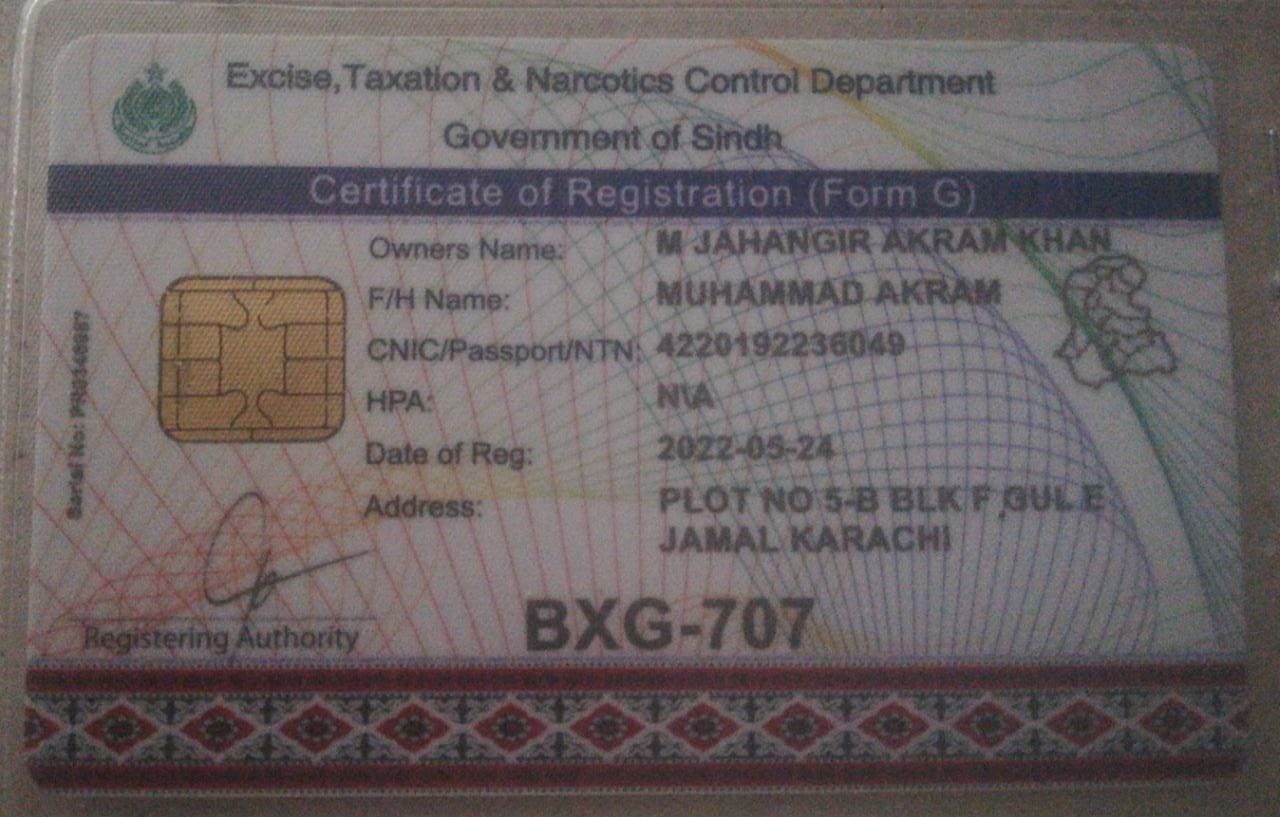 Excise,Taxation & Narcotics Control Department
Government of Sindh
Certificate of Registration (Form G)
Owners Name: M JAHANGIR AKRAM KHAN
F/H Name: MUHAMMAD AKRAM
CNIC/Passport/NTN: 4220192236049
HPA: N\A
Date of Reg: 2022-05-24
Address: PLOT NO 5-B BLK F,GUL E
JAMAL KARACHI
Serial No:
Registering Authority
BXG-707